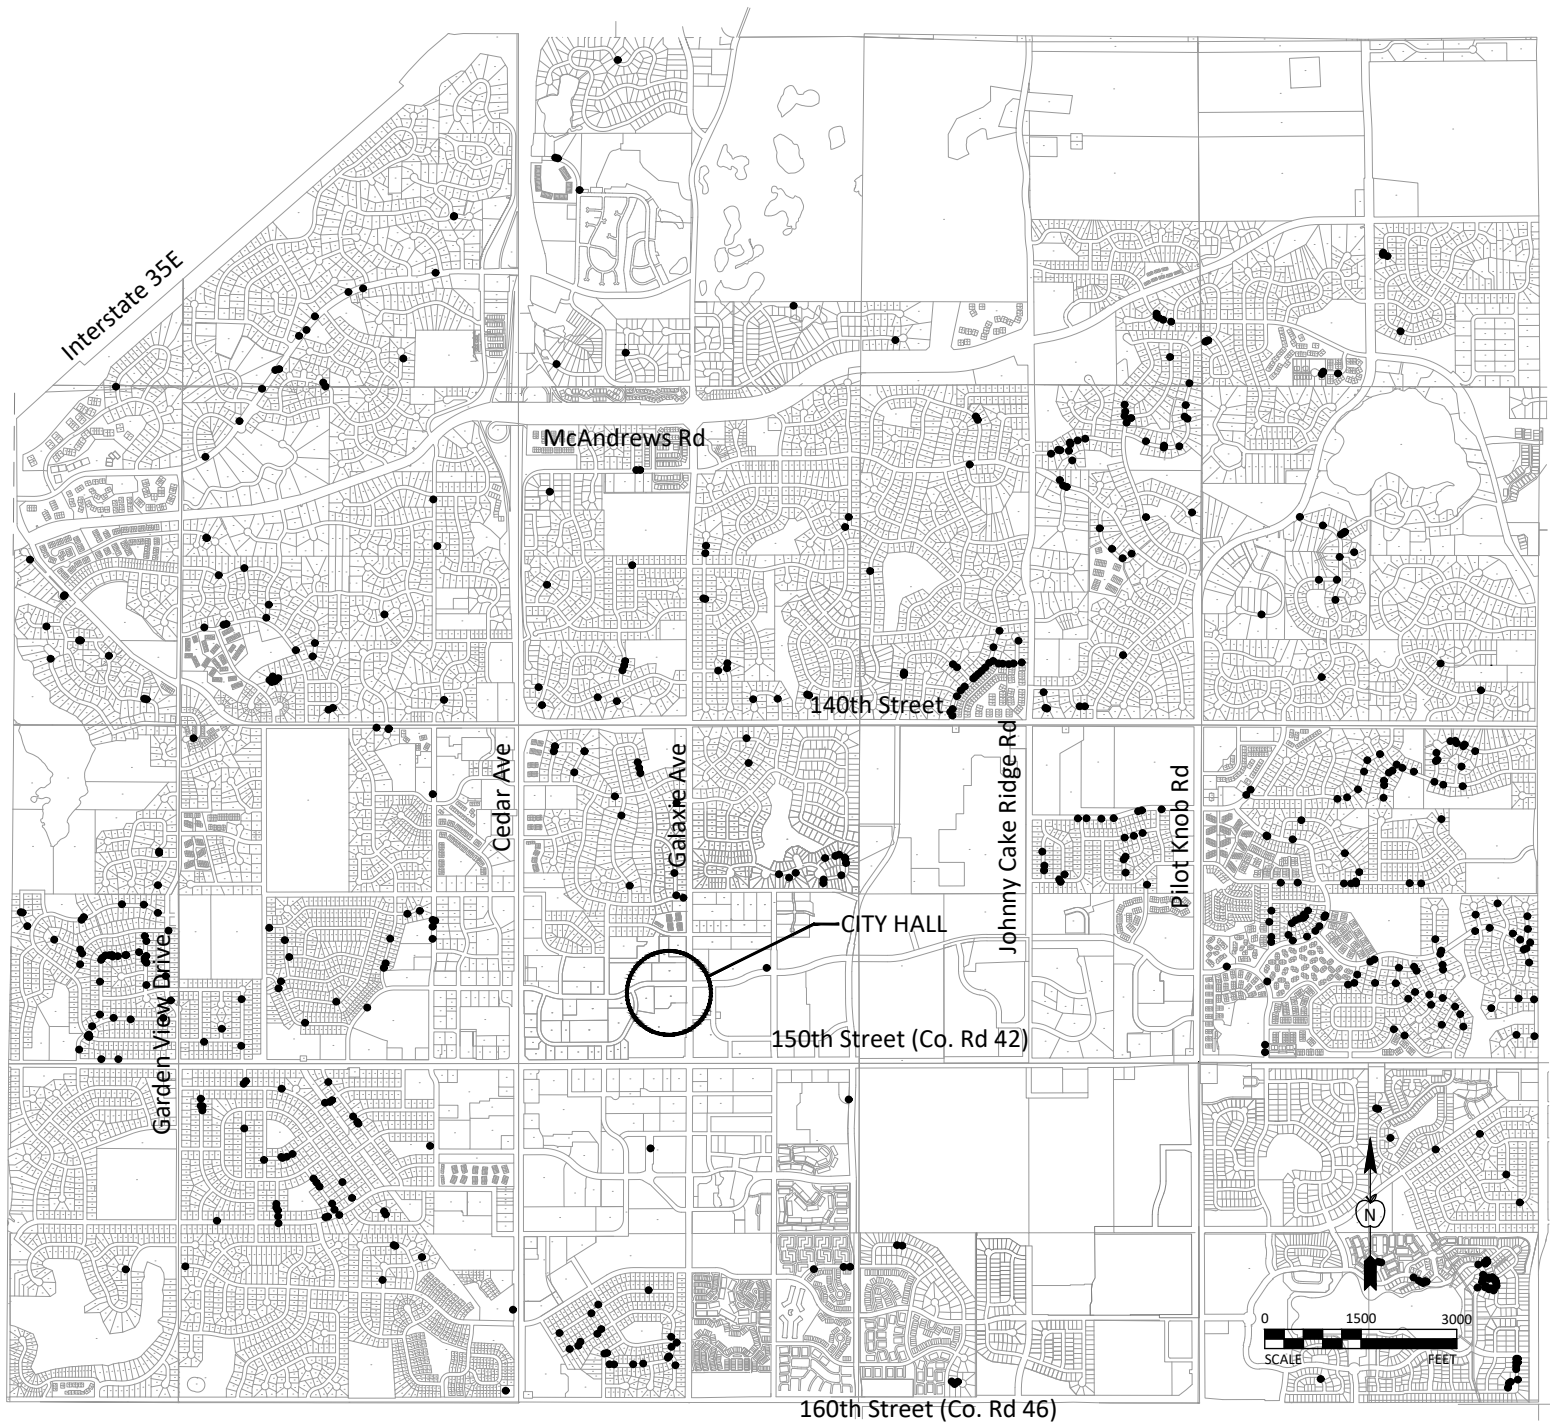 Interstate 35E
McAndrews Rd
140th Street
Cedar Ave
Galaxie Ave
Johnny Cake Ridge Rd
Pilot Knob Rd
CITY HALL
Garden View Drive
150th Street (Co. Rd 42)
N
0 1500 3000
SCALE FEET
160th Street (Co. Rd 46)